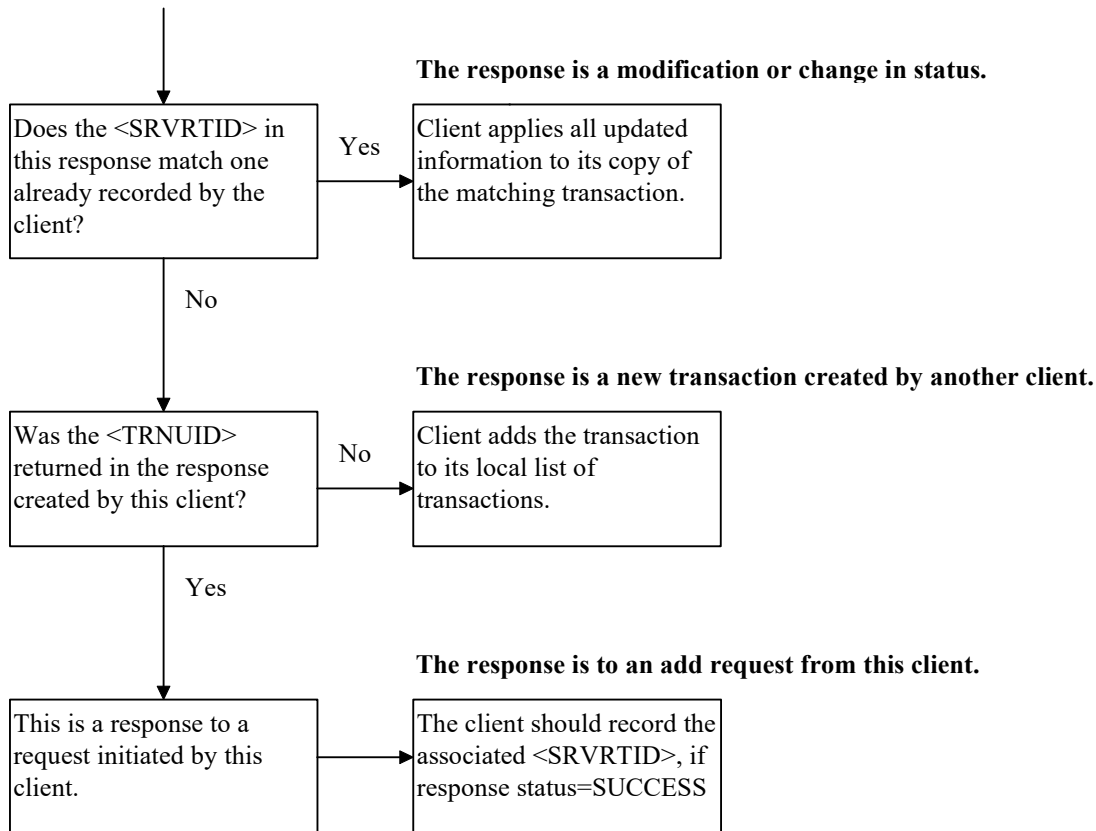 The response is a modification or change in status.
Does the <SRVRTID> in
this response match one
already recorded by the
client?
Yes
Client applies all updated
information to its copy of
the matching transaction.
No
The response is a new transaction created by another client.
Was the <TRNUID>
returned in the response
created by this client?
No
Client adds the transaction
to its local list of
transactions.
Yes
The response is to an add request from this client.
This is a response to a
request initiated by this
client.
The client should record the
associated <SRVRTID>, if
response status=SUCCESS